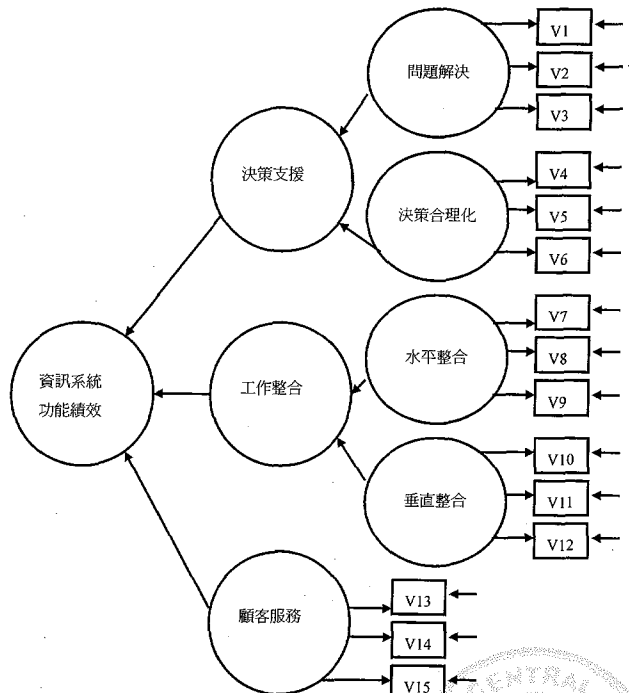 問題解決
V1
V2
V3
決策支援
決策合理化
V4
V5
V6
資訊系統
功能績效
工作整合
水平整合
V7
V8
V9
垂直整合
V10
V11
V12
顧客服務
V13
V14
V15
CENTRAL